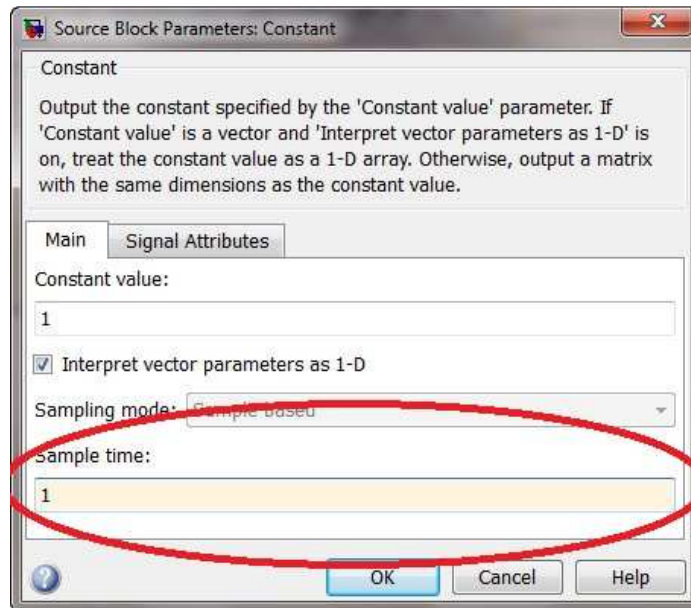 Source Block Parameters: Constant
Constant
Output the constant specified by the 'Constant value' parameter. If
'Constant value' is a vector and 'Interpret vector parameters as 1-D' is
on, treat the constant value as a 1-D array. Otherwise, output a matrix
with the same dimensions as the constant value.
Main Signal Attributes
Constant value:
1
Interpret vector parameters as 1-D
Sampling mode: Sample based
Sample time:
1
OK Cancel Help